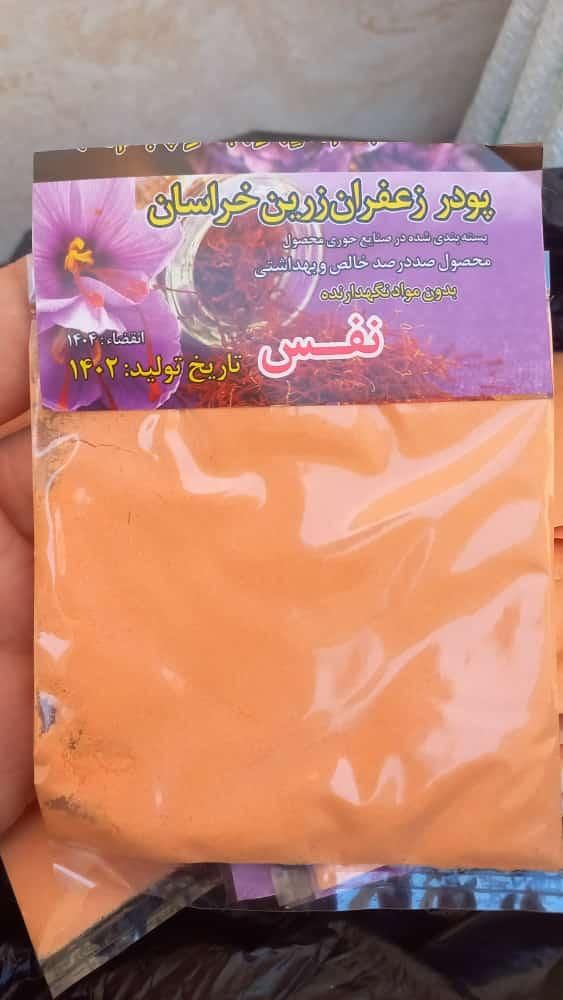 پودر زعفران زرین خراسان
بسته بندی شده در صنایع حوری محصول
محصول صددرصد خالص و بهداشتی
بدون مواد نگهدارنده
نفس
انقضاء: ۱۴۰۴
تاریخ تولید: ۱۴۰۲